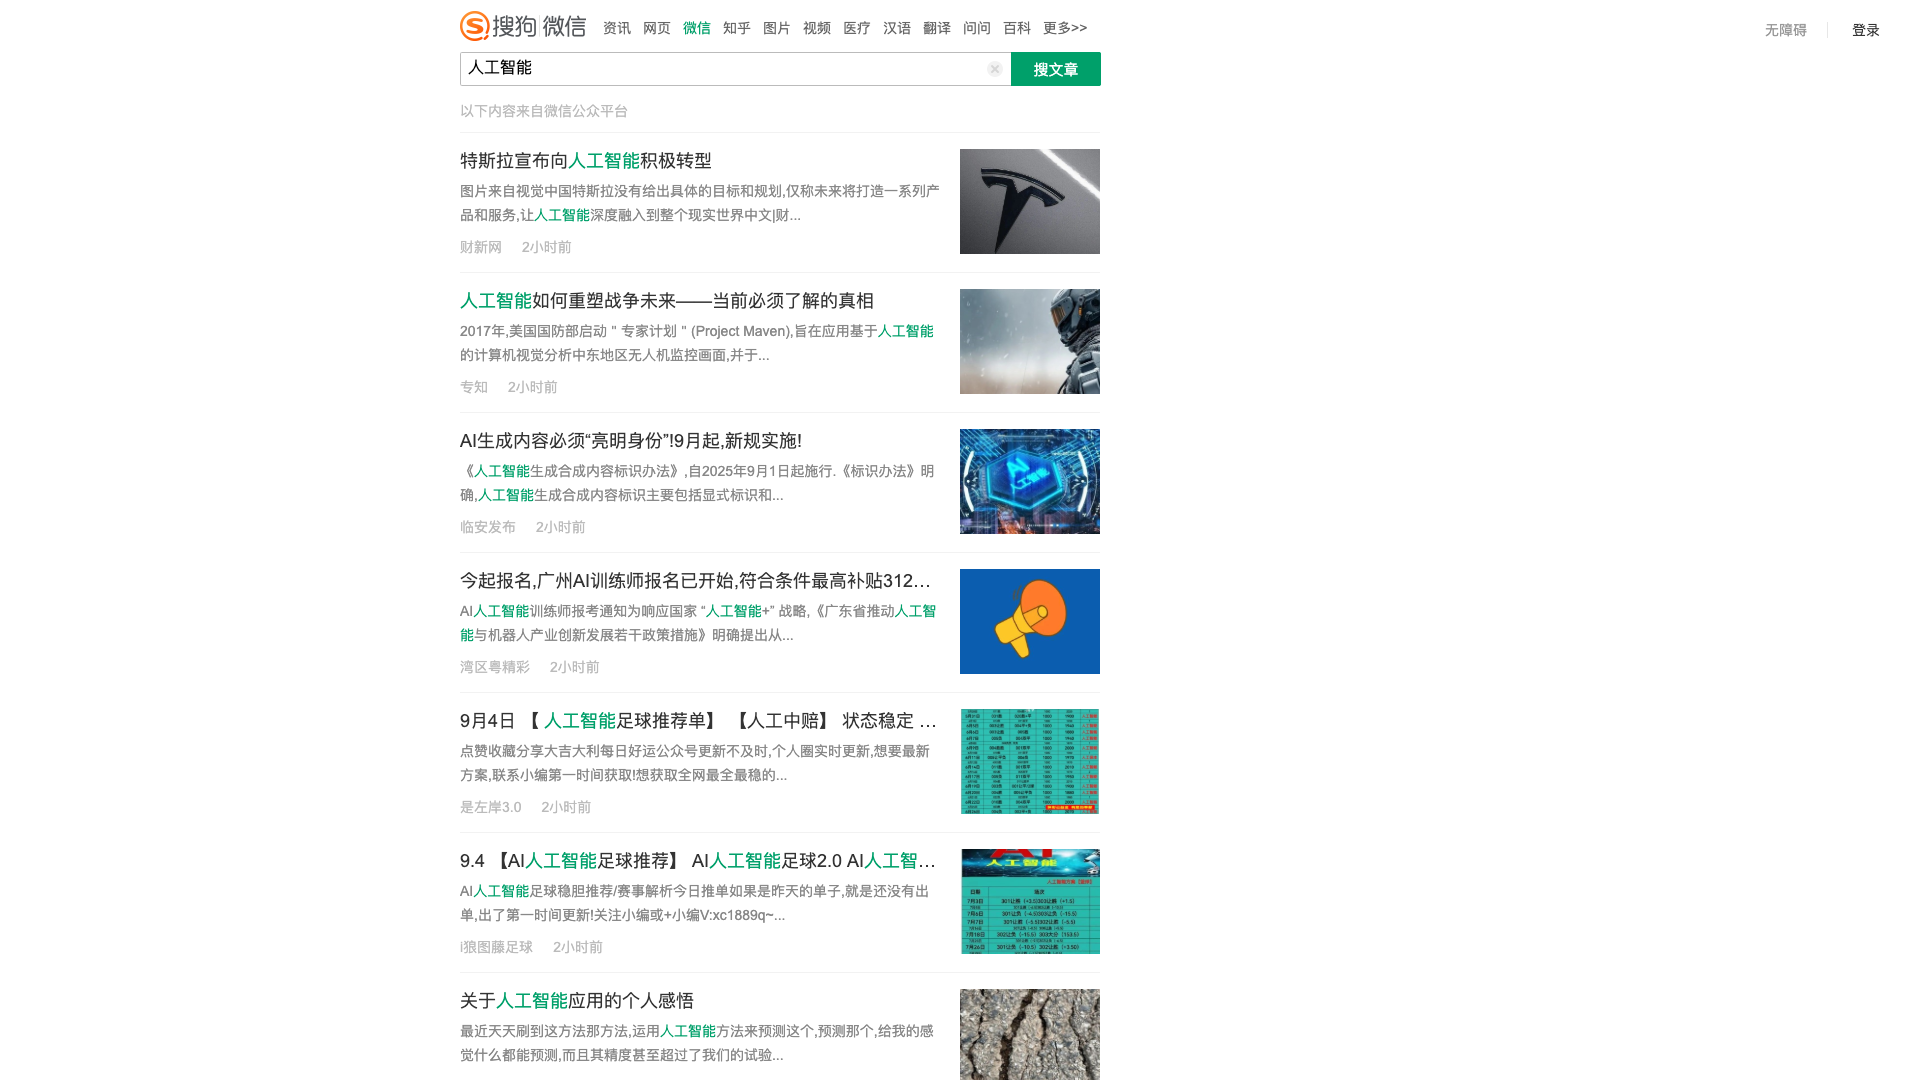 搜狗 微信 资讯 网页 微信 知乎 图片 视频 医疗 汉语 翻译 问问 百科 更多>> 无障碍 登录
人工智能 搜文章
以下内容来自微信公众平台
特斯拉宣布向人工智能积极转型
图片来自视觉中国特斯拉没有给出具体的目标和规划,仅称未来将打造一系列产
品和服务,让人工智能深度融入到整个现实世界中文|财...
财新网 2小时前
人工智能如何重塑战争未来——当前必须了解的真相
2017年,美国国防部启动＂专家计划＂(Project Maven),旨在应用基于人工智能
的计算机视觉分析中东地区无人机监控画面,并于...
专知 2小时前
AI生成内容必须“亮明身份”!9月起,新规实施!
《人工智能生成合成内容标识办法》,自2025年9月1日起施行.《标识办法》明
确,人工智能生成合成内容标识主要包括显式标识和...
临安发布 2小时前
今起报名,广州AI训练师报名已开始,符合条件最高补贴312...
AI人工智能训练师报考通知为响应国家 “人工智能+” 战略,《广东省推动人工智
能与机器人产业创新发展若干政策措施》明确提出从...
湾区粤精彩 2小时前
9月4日 【 人工智能足球推荐单】 【人工中赔】 状态稳定 ...
点赞收藏分享大吉大利每日好运公众号更新不及时,个人圈实时更新,想要最新
方案,联系小编第一时间获取!想获取全网最全最稳的...
是左岸3.0 2小时前
9.4 【AI人工智能足球推荐】 AI人工智能足球2.0 AI人工智...
AI人工智能足球稳胆推荐/赛事解析今日推单如果是昨天的单子,就是还没有出
单,出了第一时间更新!关注小编或+小编V:xc1889q~...
i狼图藤足球 2小时前
关于人工智能应用的个人感悟
最近天天刷到这方法那方法,运用人工智能方法来预测这个,预测那个,给我的感
觉什么都能预测,而且其精度甚至超过了我们的试验...